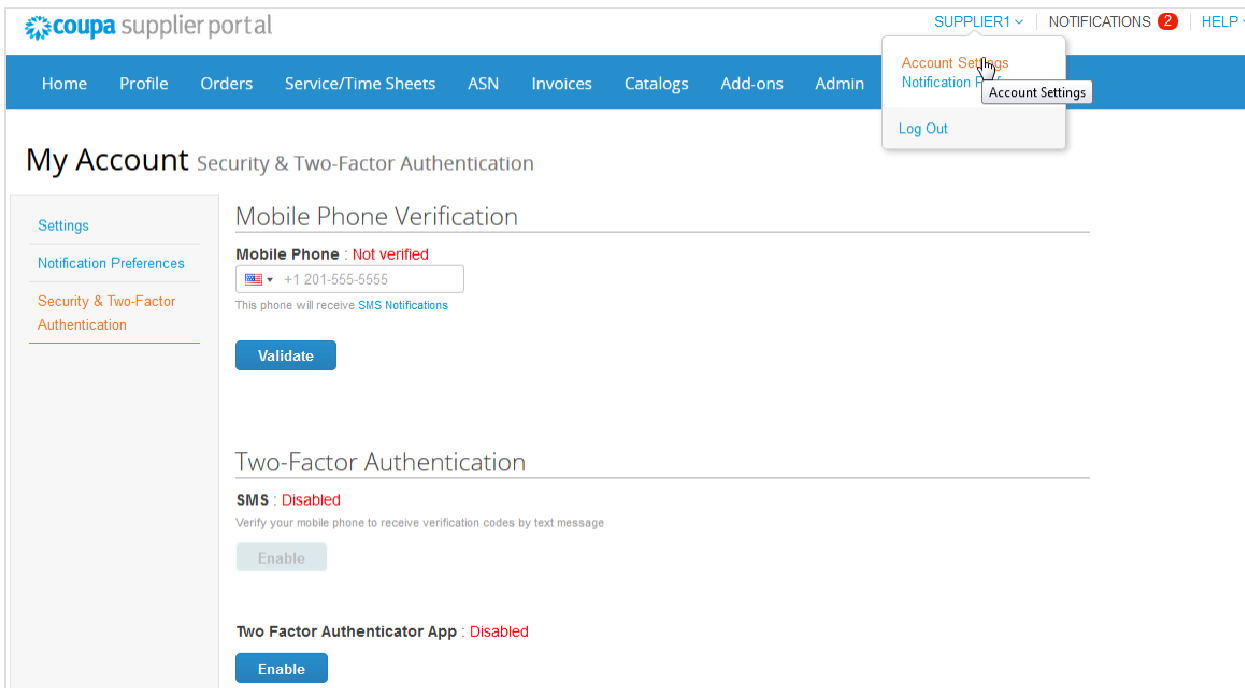 coupa supplier portal
SUPPLIER1
NOTIFICATIONS 2
HELP
Account Settings
Notification
Account Settings
Log Out
Home Profile Orders Service/Time Sheets ASN Invoices Catalogs Add-ons Admin
My Account Security & Two-Factor Authentication
Settings
Notification Preferences
Security & Two-Factor
Authentication
Mobile Phone Verification
Mobile Phone : Not verified
+1 201-555-5555
This phone will receive SMS Notifications
Validate
Two-Factor Authentication
SMS : Disabled
Verify your mobile phone to receive verification codes by text message
Enable
Two Factor Authenticator App : Disabled
Enable